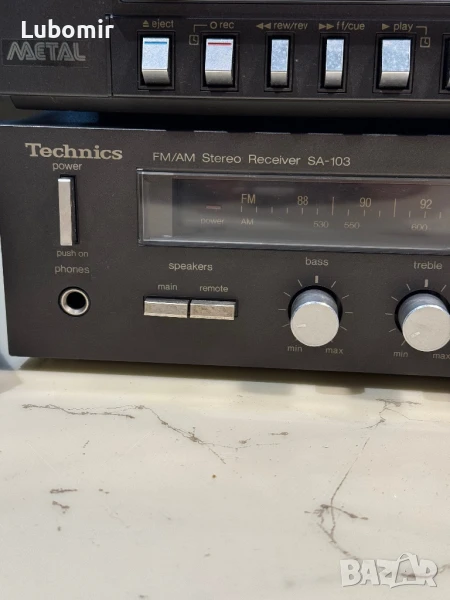 Lubomir
METAL
⏏ eject
○ rec
◀◀ rew/rev
▶▶ ff/cue
▶ play
Technics
FM/AM Stereo Receiver SA-103
power
push on
phones
speakers
main remote
bass
min max
treble
min max
FM 88 90 92
power AM 530 550 600
BAZAR